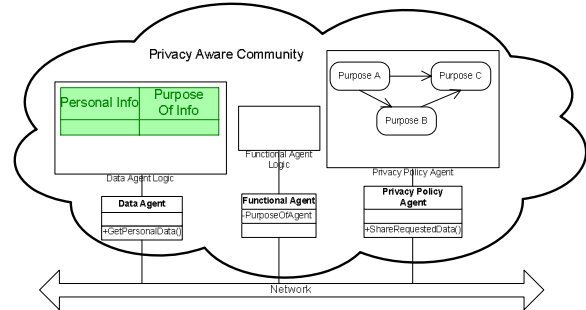 Privacy Aware Community
Personal Info
Purpose
Of Info
Purpose A
Purpose C
Purpose B
Data Agent Logic
Functional Agent
Logic
Privacy Policy Agent
Data Agent
+GetPersonalData()
Functional Agent
-PurposeOfAgent
Privacy Policy
Agent
+ShareRequestedData()
Network